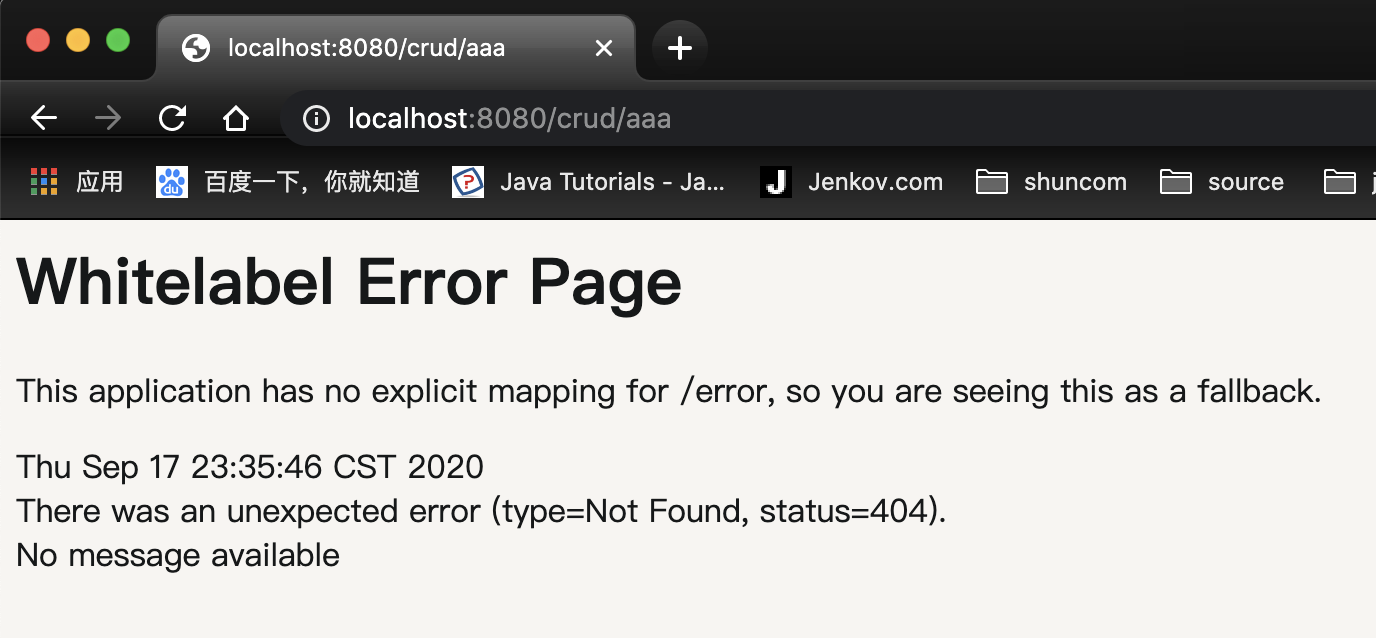 localhost:8080/crud/aaa
localhost:8080/crud/aaa
应用 百度一下，你就知道 Java Tutorials - Ja... Jenkov.com shuncom source
Whitelabel Error Page
This application has no explicit mapping for /error, so you are seeing this as a fallback.
Thu Sep 17 23:35:46 CST 2020
There was an unexpected error (type=Not Found, status=404).
No message available